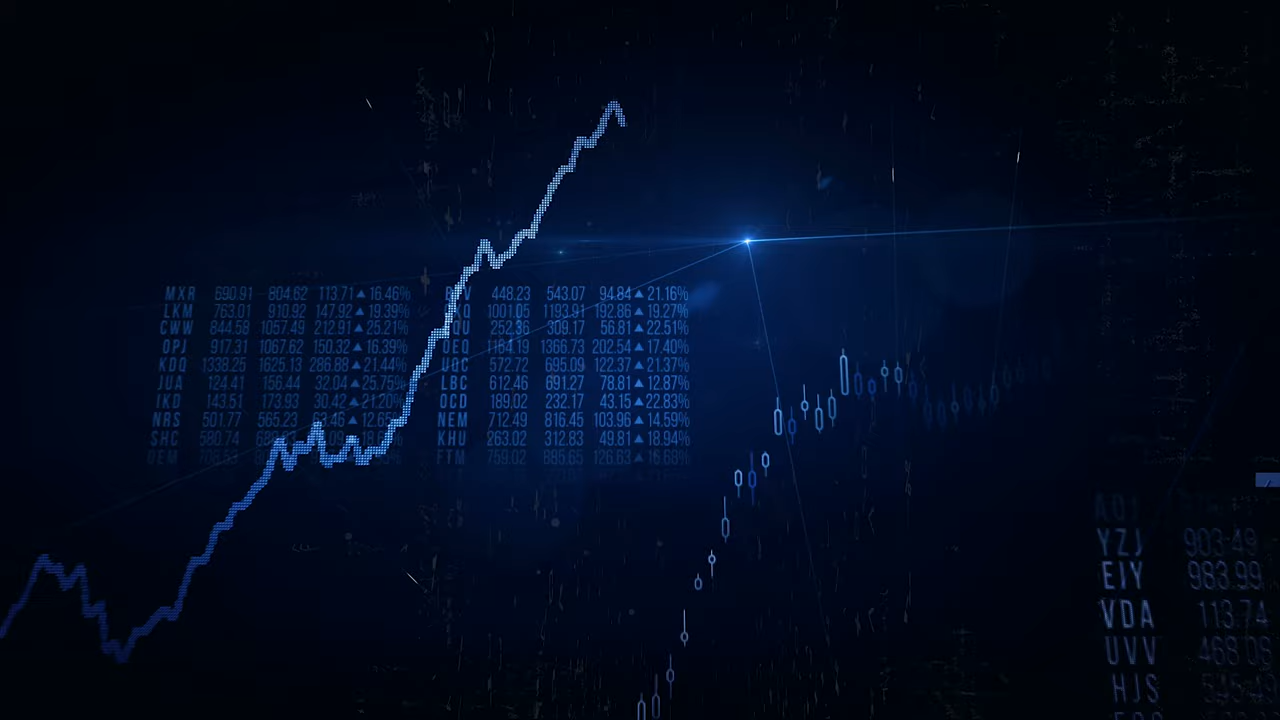 MXR 690.91 804.62 113.71 ▲ 16.46%
LKM 763.01 910.92 147.92 ▲ 19.39%
CWW 844.58 1057.49 212.91 ▲ 25.21%
OPJ 917.31 1067.62 150.32 ▲ 16.39%
KDQ 1338.25 1625.13 286.88 ▲ 21.44%
JUA 124.41 156.44 32.04 ▲ 25.75%
IKD 143.51 173.93 30.42 ▲ 21.20%
NRS 501.77 565.23 63.46 ▲
SHC 580.74
448.23 543.07 94.84 ▲ 21.16%
1001.05 1193.91 192.86 ▲ 19.27%
252.36 309.17 56.81 ▲ 22.51%
1164.19 1366.73 202.54 ▲ 17.40%
UQC 572.72 695.09 122.37 ▲ 21.37%
LBC 612.46 691.27 78.81 ▲ 12.87%
OCD 189.02 232.17 43.15 ▲ 22.83%
NEM 712.49 816.45 103.96 ▲ 14.59%
KHU 263.02 312.83 49.81 ▲ 18.94%
FTM 759.02 885.65 126.63 ▲ 16.68%
YZJ 903.49
EIY 983.99
VDA 113.74
UVV
HJS